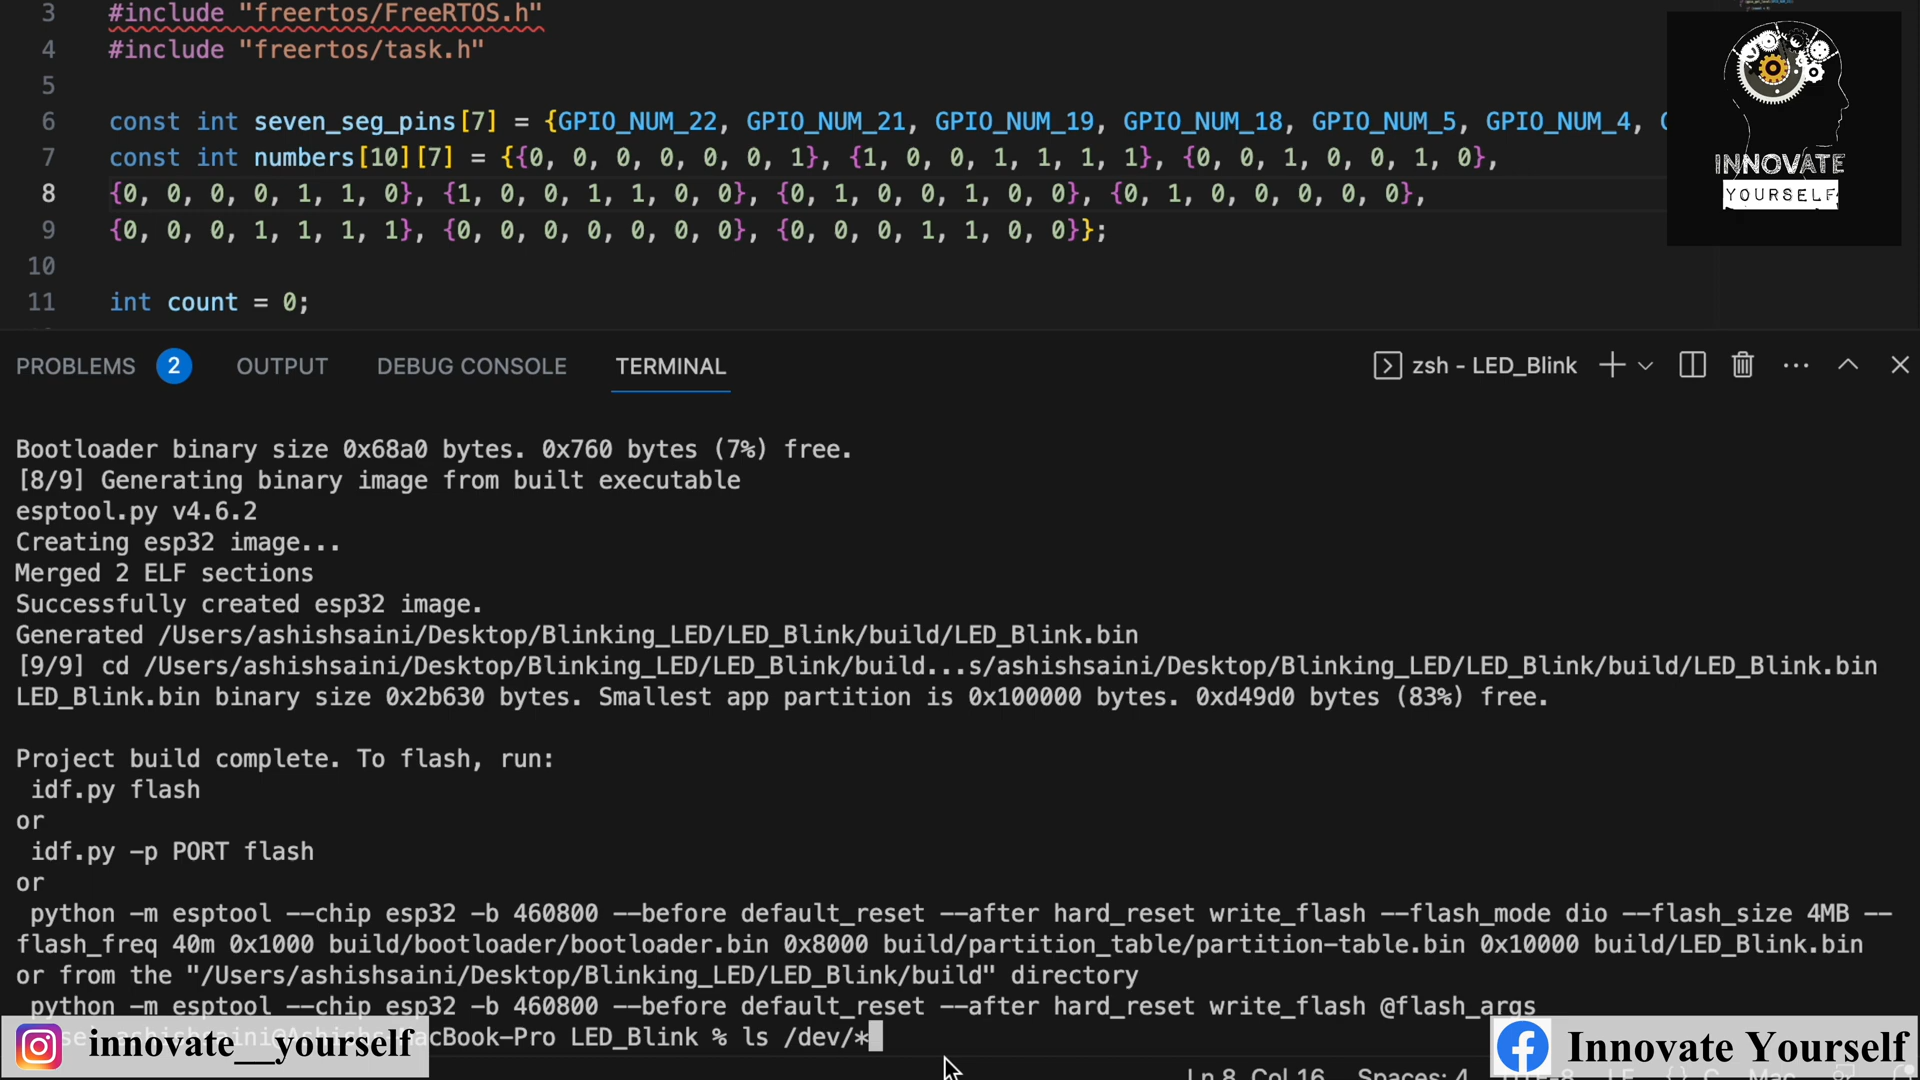 3 #include "freertos/FreeRTOS.h"
4 #include "freertos/task.h"
5
6 const int seven_seg_pins[7] = {GPIO_NUM_22, GPIO_NUM_21, GPIO_NUM_19, GPIO_NUM_18, GPIO_NUM_5, GPIO_NUM_4, G
7 const int numbers[10][7] = {{0, 0, 0, 0, 0, 0, 1}, {1, 0, 0, 1, 1, 1, 1}, {0, 0, 1, 0, 0, 1, 0},
8 {0, 0, 0, 0, 1, 1, 0}, {1, 0, 0, 1, 1, 0, 0}, {0, 1, 0, 0, 1, 0, 0}, {0, 1, 0, 0, 0, 0, 0},
9 {0, 0, 0, 1, 1, 1, 1}, {0, 0, 0, 0, 0, 0, 0}, {0, 0, 0, 1, 1, 0, 0}};
10
11 int count = 0;
INNOVATE
YOURSELF
PROBLEMS 2 OUTPUT DEBUG CONSOLE TERMINAL zsh - LED_Blink
Bootloader binary size 0x68a0 bytes. 0x760 bytes (7%) free.
[8/9] Generating binary image from built executable
esptool.py v4.6.2
Creating esp32 image...
Merged 2 ELF sections
Successfully created esp32 image.
Generated /Users/ashishsaini/Desktop/Blinking_LED/LED_Blink/build/LED_Blink.bin
[9/9] cd /Users/ashishsaini/Desktop/Blinking_LED/LED_Blink/build...s/ashishsaini/Desktop/Blinking_LED/LED_Blink/build/LED_Blink.bin
LED_Blink.bin binary size 0x2b630 bytes. Smallest app partition is 0x100000 bytes. 0xd49d0 bytes (83%) free.
Project build complete. To flash, run:
idf.py flash
or
idf.py -p PORT flash
or
python -m esptool --chip esp32 -b 460800 --before default_reset --after hard_reset write_flash --flash_mode dio --flash_size 4MB --
flash_freq 40m 0x1000 build/bootloader/bootloader.bin 0x8000 build/partition_table/partition-table.bin 0x10000 build/LED_Blink.bin
or from the "/Users/ashishsaini/Desktop/Blinking_LED/LED_Blink/build" directory
python -m esptool --chip esp32 -b 460800 --before default_reset --after hard_reset write_flash @flash_args
ashishsaini@Ashishs-MacBook-Pro LED_Blink % ls /dev/*
innovate__yourself
Innovate Yourself
Ln 8, Col 16 Spaces: 4 UTF-8 LF {} C Mac